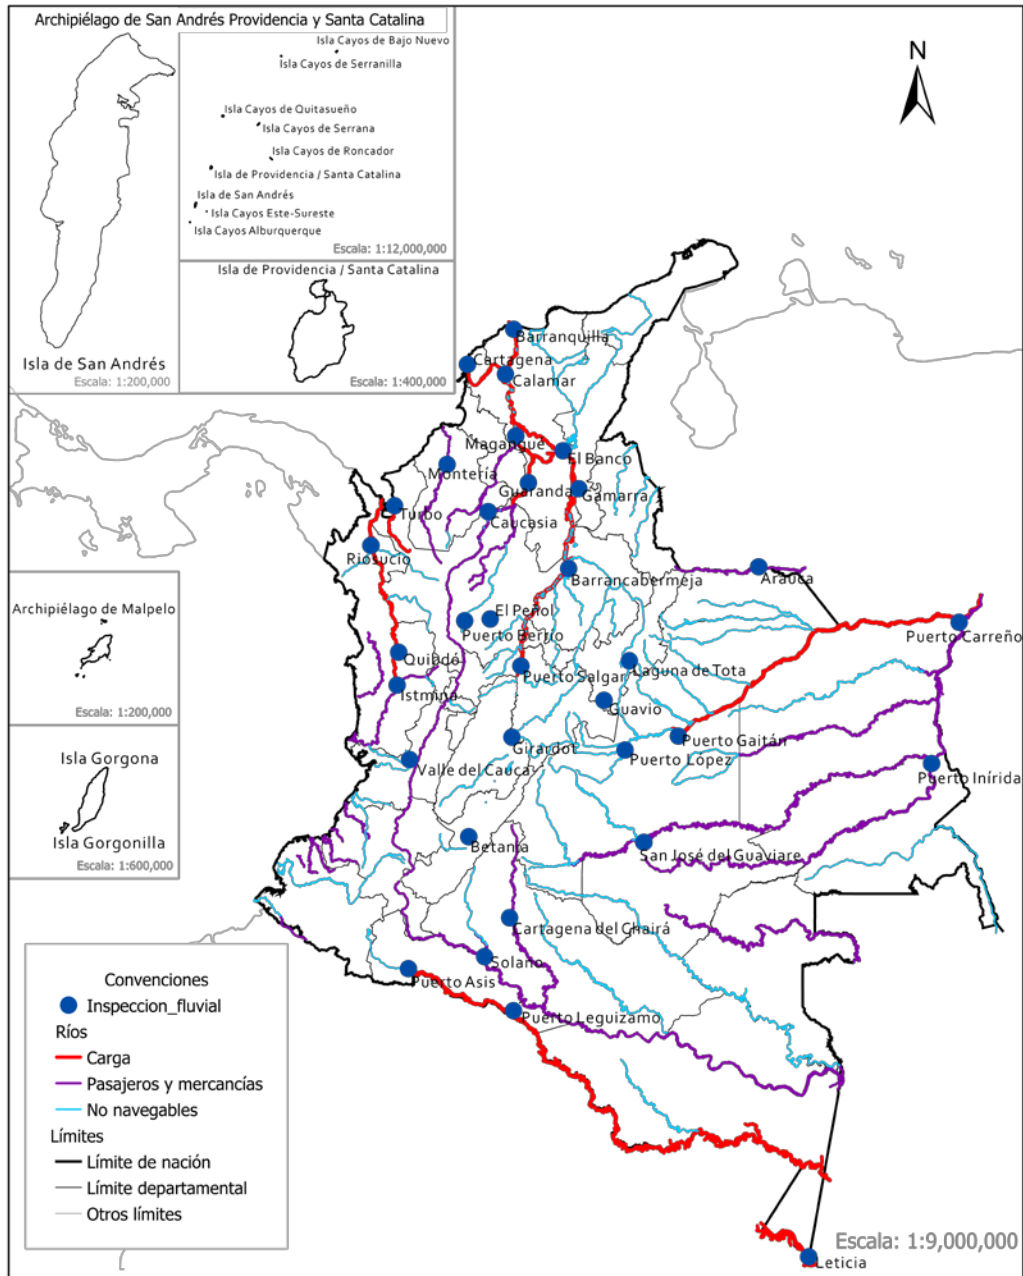 Archipiélago de San Andrés Providencia y Santa Catalina
Isla Cayos de Bajo Nuevo
Isla Cayos de Serranilla
Isla Cayos de Quitasueño
Isla Cayos de Serrana
Isla Cayos de Roncador
Isla de Providencia / Santa Catalina
Isla de San Andrés
Isla Cayos Este-Sureste
Isla Cayos Alburquerque
Escala: 1:12,000,000
Isla de San Andrés
Escala: 1:200,000
Isla de Providencia / Santa Catalina
Escala: 1:400,000
N
Barranquilla
Cartagena
Calamar
Magangué
El Banco
Montería
Guaranda
Gamarra
Turbo
Caucasia
Riosucio
Barrancabermeja
Arauca
El Peñol
Puerto Berrío
Puerto Carreño
Quibdó
Puerto Salgar
Laguna de Tota
Istmina
Guavio
Girardot
Puerto Gaitán
Puerto López
Valle del Cauca
Puerto Inírida
Betania
San José del Guaviare
Cartagena del Chairá
Solano
Puerto Asis
Puerto Leguizamo
Leticia
Archipiélago de Malpelo
Escala: 1:200,000
Isla Gorgona
Isla Gorgonilla
Escala: 1:600,000
Convenciones
Inspeccion_fluvial
Ríos
Carga
Pasajeros y mercancías
No navegables
Límites
Límite de nación
Límite departamental
Otros límites
Escala: 1:9,000,000